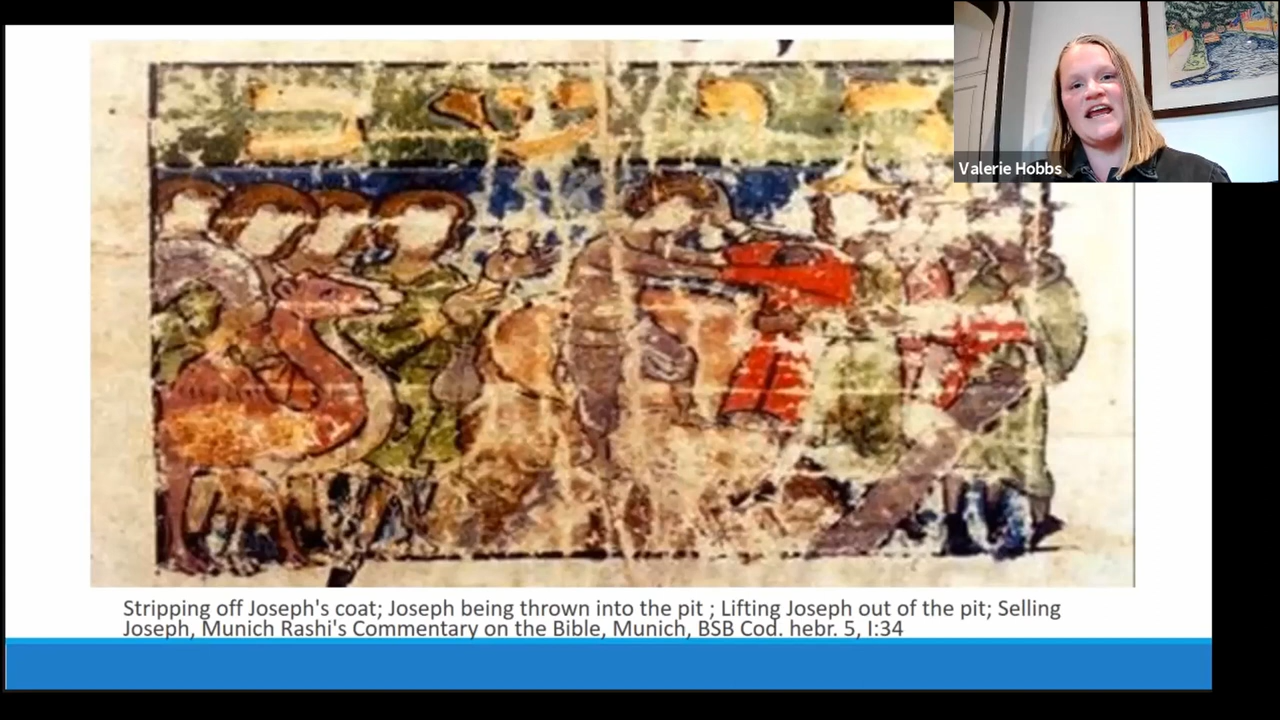 וישב
Valerie Hobbs
Stripping off Joseph's coat; Joseph being thrown into the pit ; Lifting Joseph out of the pit; Selling
Joseph, Munich Rashi's Commentary on the Bible, Munich, BSB Cod. hebr. 5, I:34